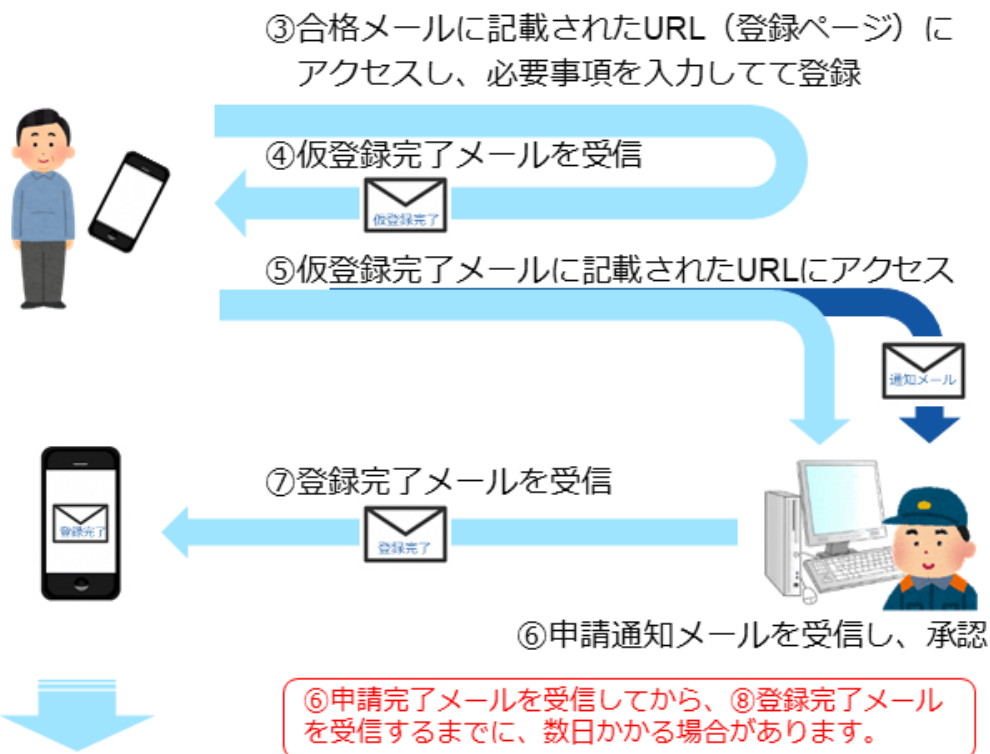 ③合格メールに記載されたURL（登録ページ）に
アクセスし、必要事項を入力してて登録
④仮登録完了メールを受信
仮登録完了
⑤仮登録完了メールに記載されたURLにアクセス
通知メール
⑦登録完了メールを受信
登録完了
登録完了
⑥申請通知メールを受信し、承認
⑥申請完了メールを受信してから、⑧登録完了メール
を受信するまでに、数日かかる場合があります。